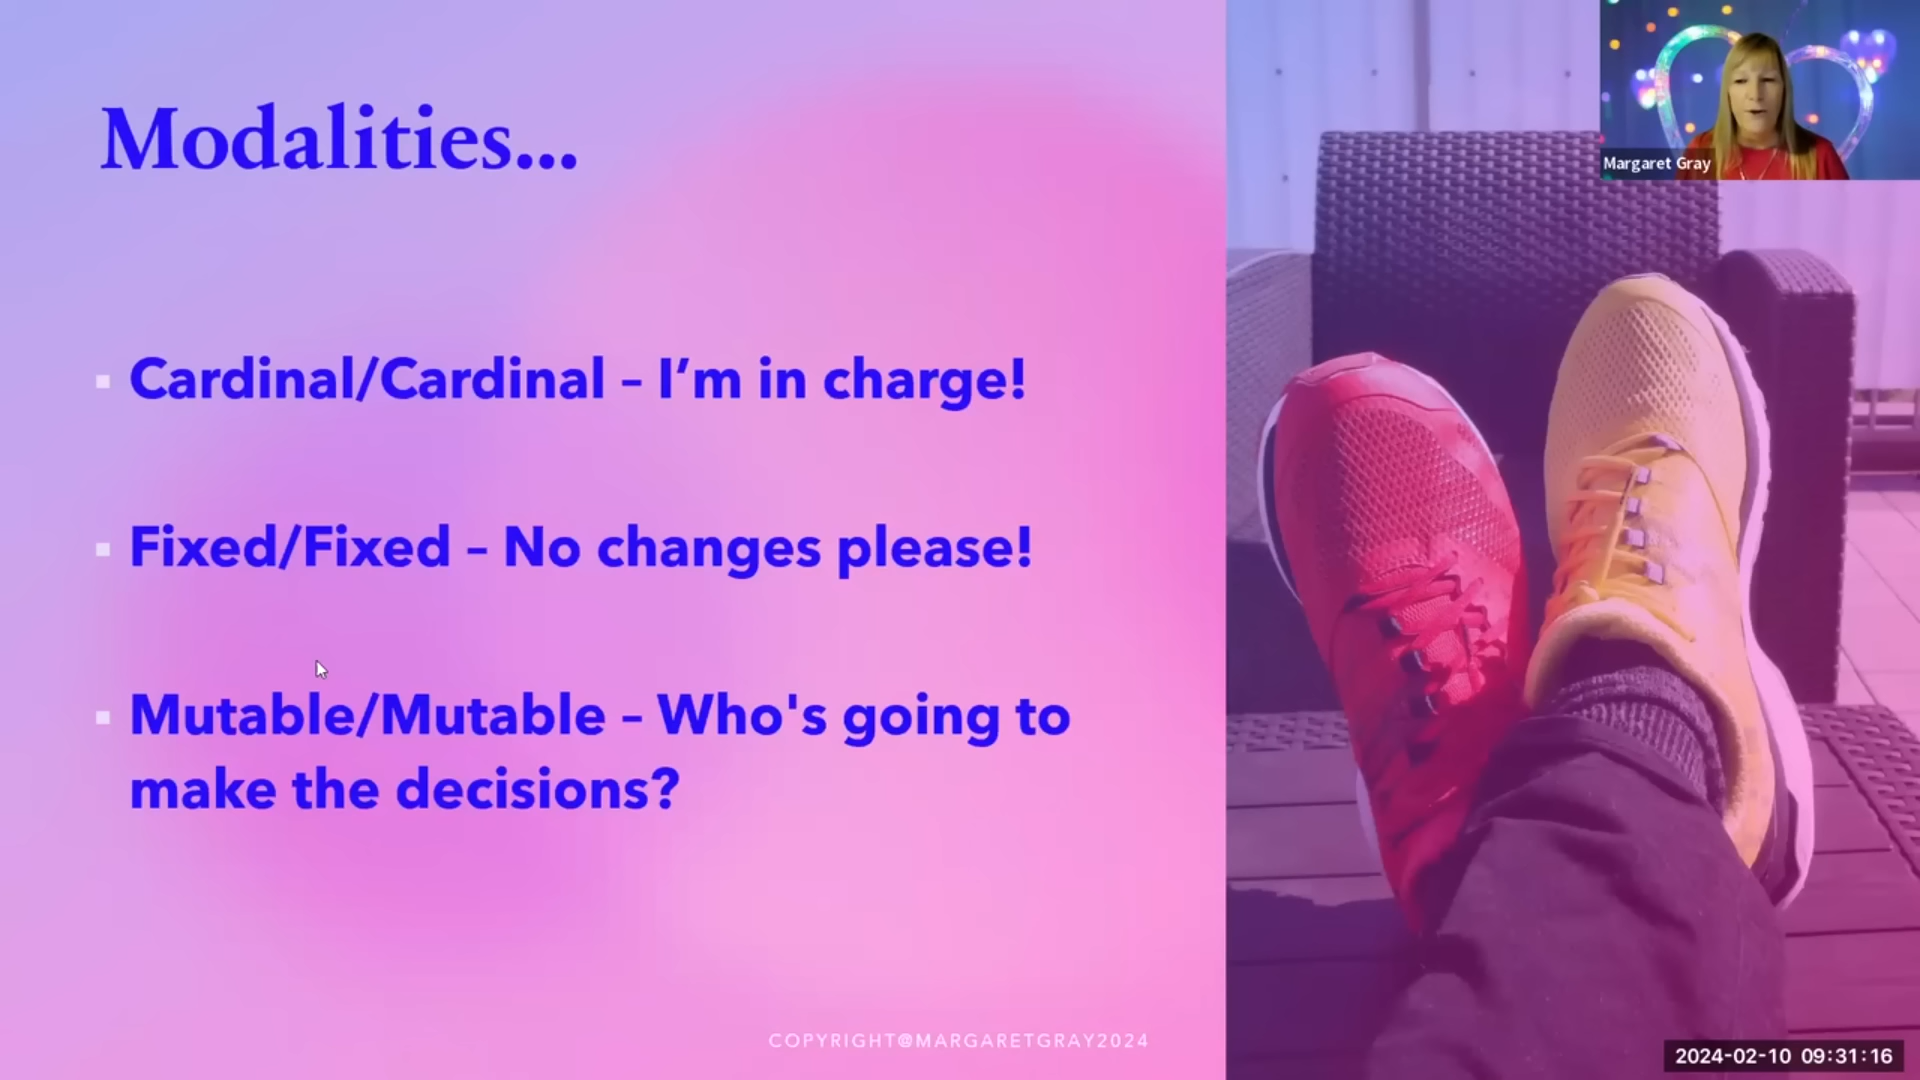 Modalities...
Margaret Gray
Cardinal/Cardinal – I’m in charge!
Fixed/Fixed – No changes please!
Mutable/Mutable – Who's going to
make the decisions?
COPYRIGHT@MARGARETGRAY2024
2024-02-10 09:31:16